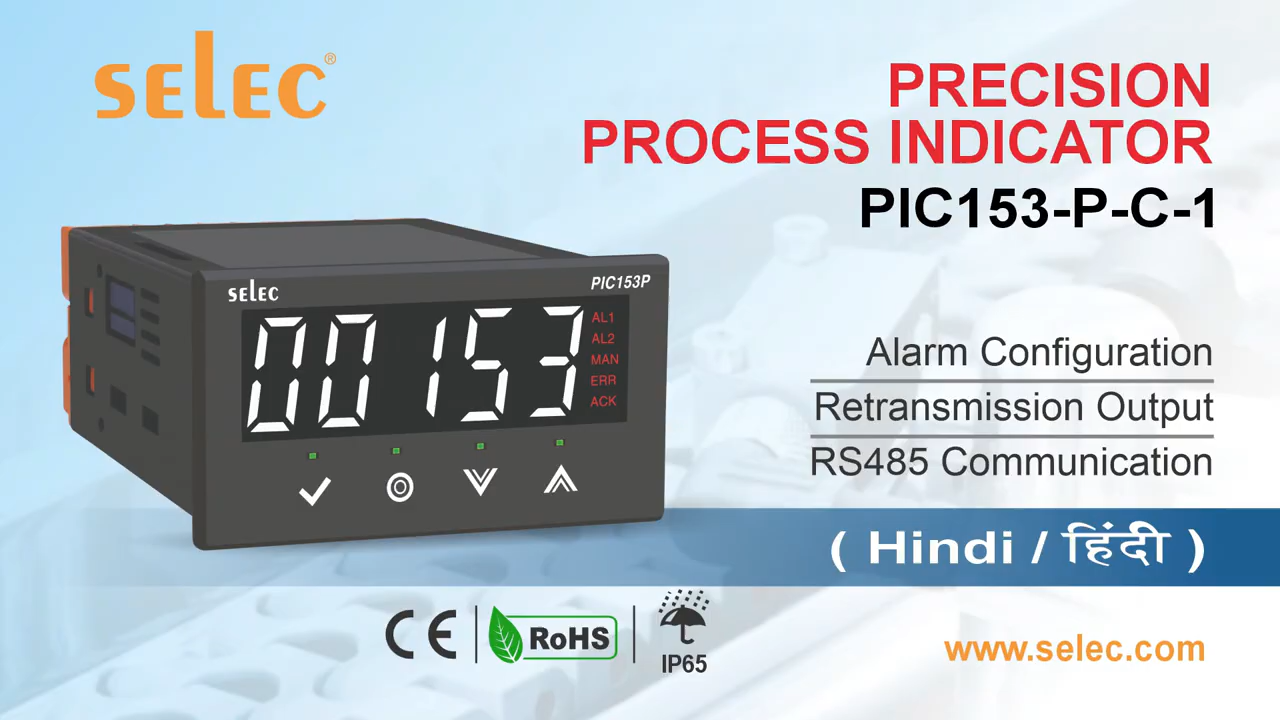 SELEC®
PRECISION
PROCESS INDICATOR
PIC153-P-C-1
SELEC
PIC153P
00153
AL1
AL2
MAN
ERR
ACK
Alarm Configuration
Retransmission Output
RS485 Communication
( Hindi / हिंदी )
CE
RoHS
IP65
www.selec.com